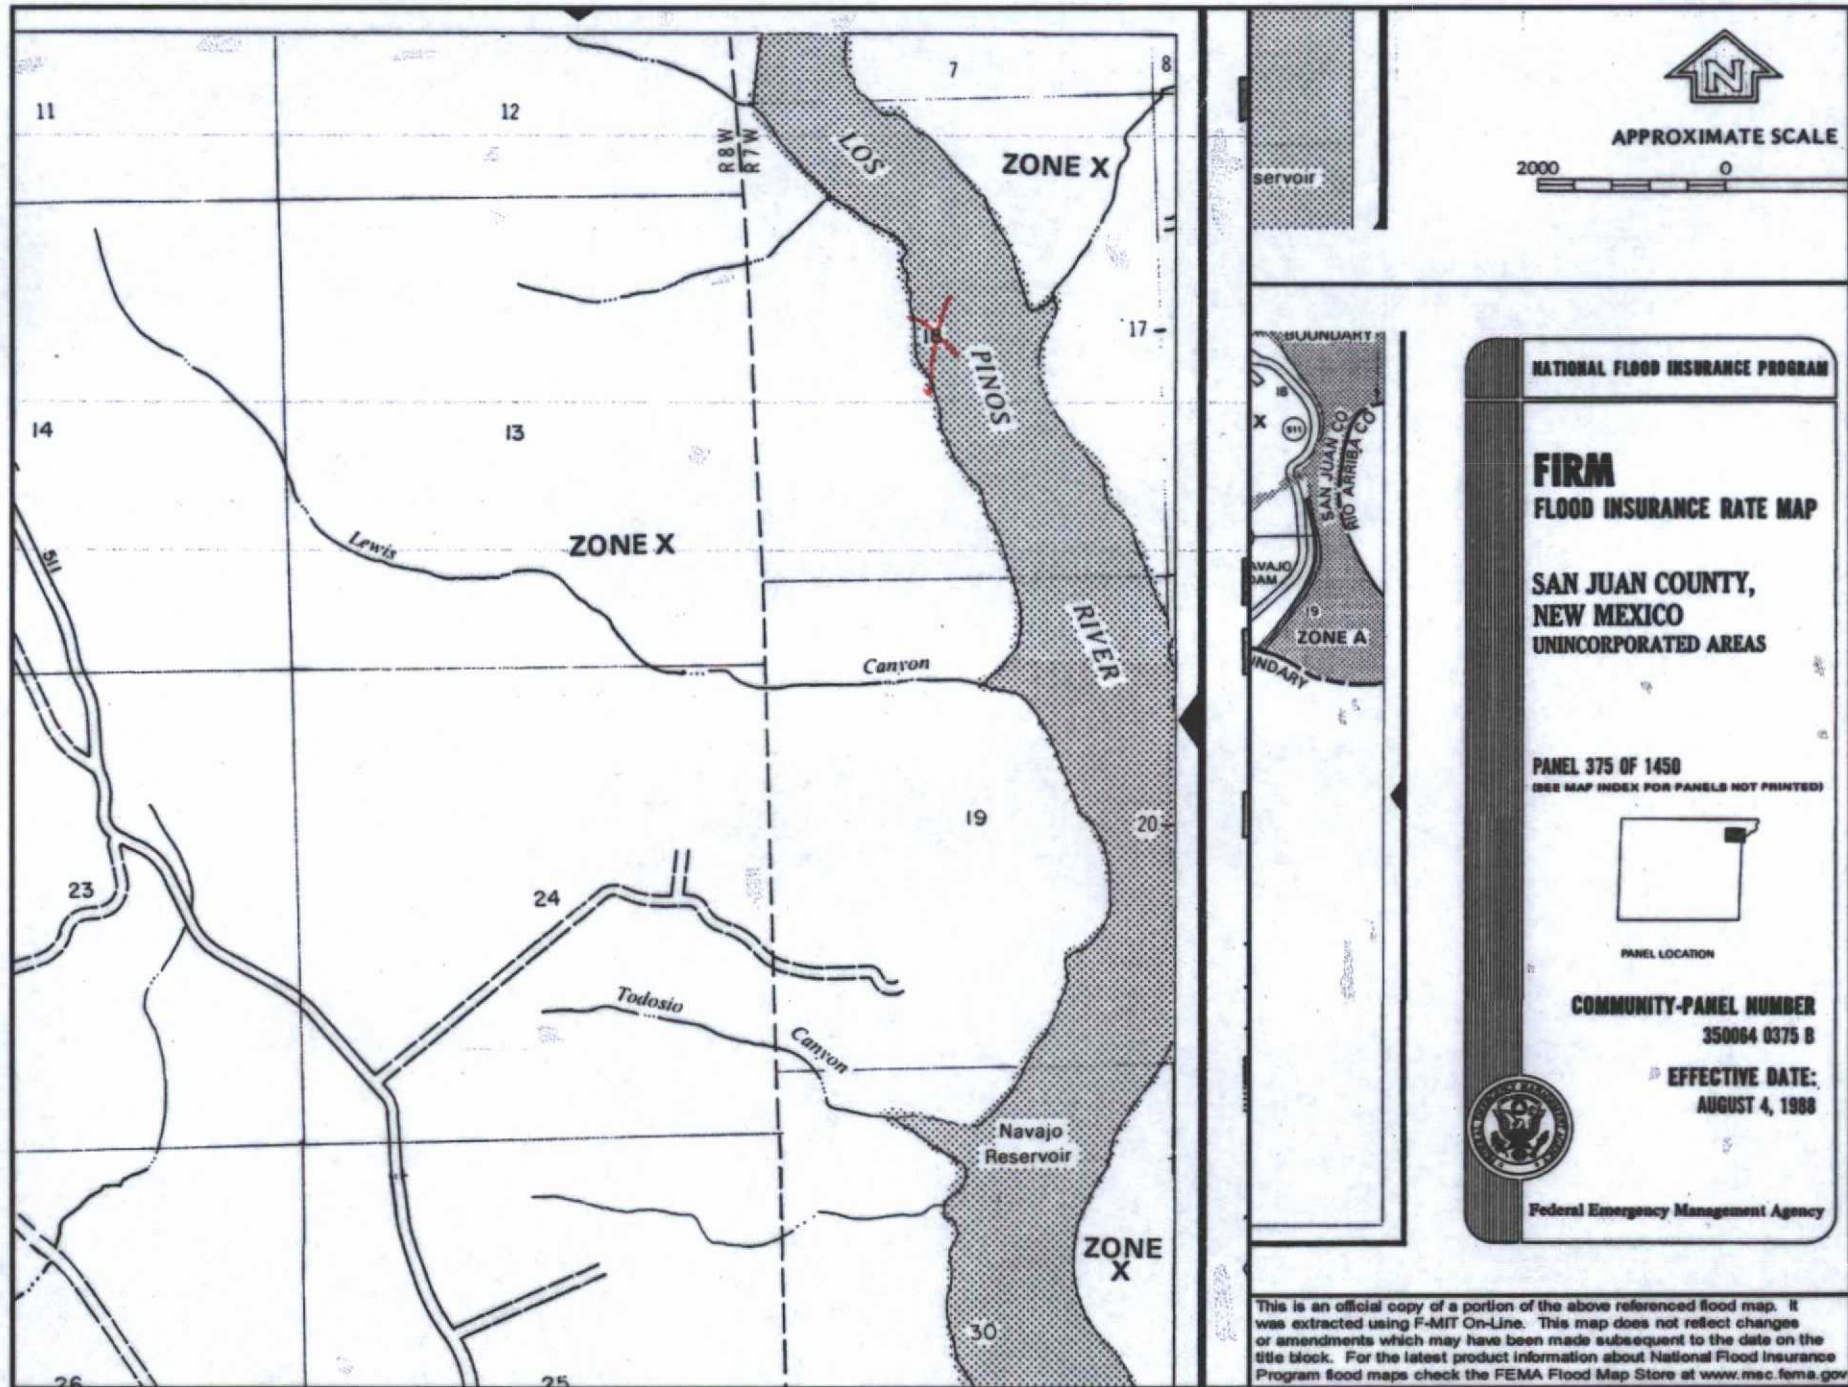 7
8
11
12
R8W
R7W
LOS
ZONE X
servoir
APPROXIMATE SCALE
2000
0
17
18
PINOS
BOUNDARY
18
X
511
SAN JUAN CO
RIO ARRIBA CO
14
13
Lewis
ZONE X
511
RIVER
AVAJO
DAM
19
ZONE A
NDARY
Canyon
19
20
23
24
Todosio
Canyon
Navajo
Reservoir
ZONE
X
30
26
25
N
NATIONAL FLOOD INSURANCE PROGRAM
FIRM
FLOOD INSURANCE RATE MAP
SAN JUAN COUNTY,
NEW MEXICO
UNINCORPORATED AREAS
PANEL 375 OF 1450
(SEE MAP INDEX FOR PANELS NOT PRINTED)
PANEL LOCATION
COMMUNITY-PANEL NUMBER
350064 0375 B
EFFECTIVE DATE:
AUGUST 4, 1988
Federal Emergency Management Agency
This is an official copy of a portion of the above referenced flood map. It
was extracted using F-MIT On-Line. This map does not reflect changes
or amendments which may have been made subsequent to the date on the
title block. For the latest product information about National Flood Insurance
Program flood maps check the FEMA Flood Map Store at www.msc.fema.gov